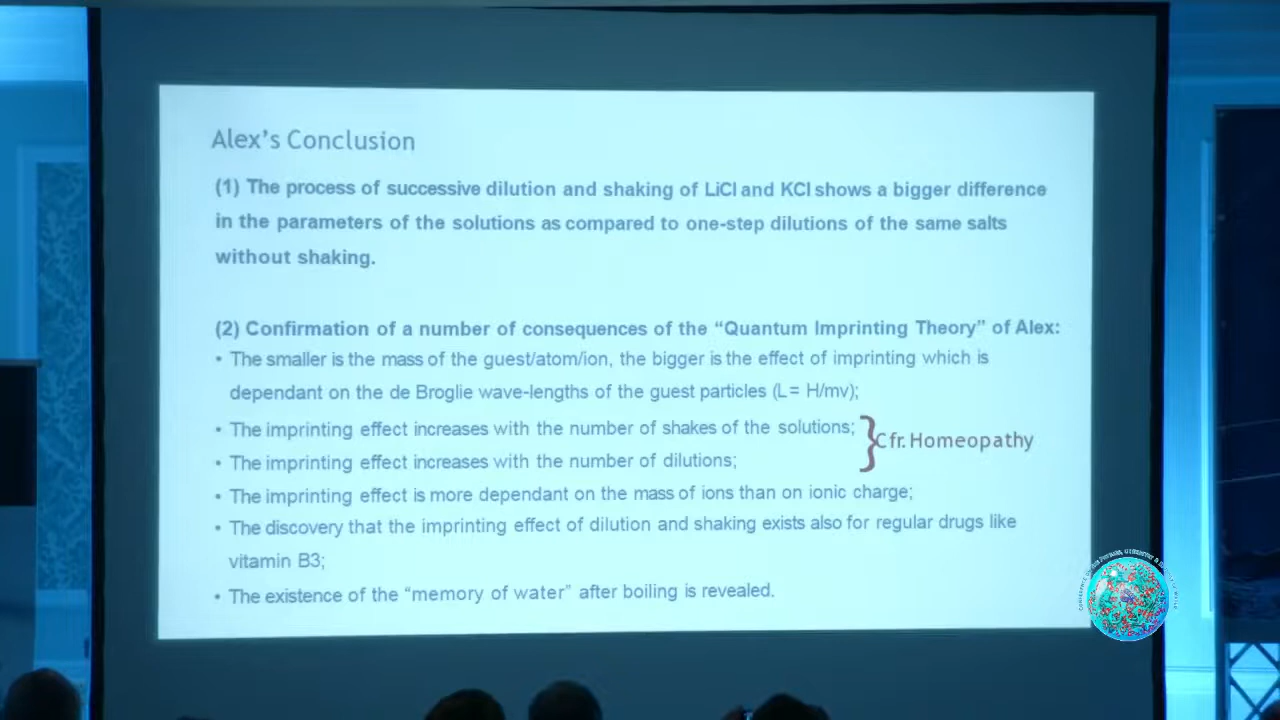 Alex's Conclusion
(1) The process of successive dilution and shaking of LiCl and KCl shows a bigger difference
in the parameters of the solutions as compared to one-step dilutions of the same salts
without shaking.
(2) Confirmation of a number of consequences of the “Quantum Imprinting Theory” of Alex:
• The smaller is the mass of the guest/atom/ion, the bigger is the effect of imprinting which is
dependant on the de Broglie wave-lengths of the guest particles (L= H/mv);
• The imprinting effect increases with the number of shakes of the solutions;
• The imprinting effect increases with the number of dilutions;
} Cfr. Homeopathy
• The imprinting effect is more dependant on the mass of ions than on ionic charge;
• The discovery that the imprinting effect of dilution and shaking exists also for regular drugs like
vitamin B3;
• The existence of the “memory of water” after boiling is revealed.